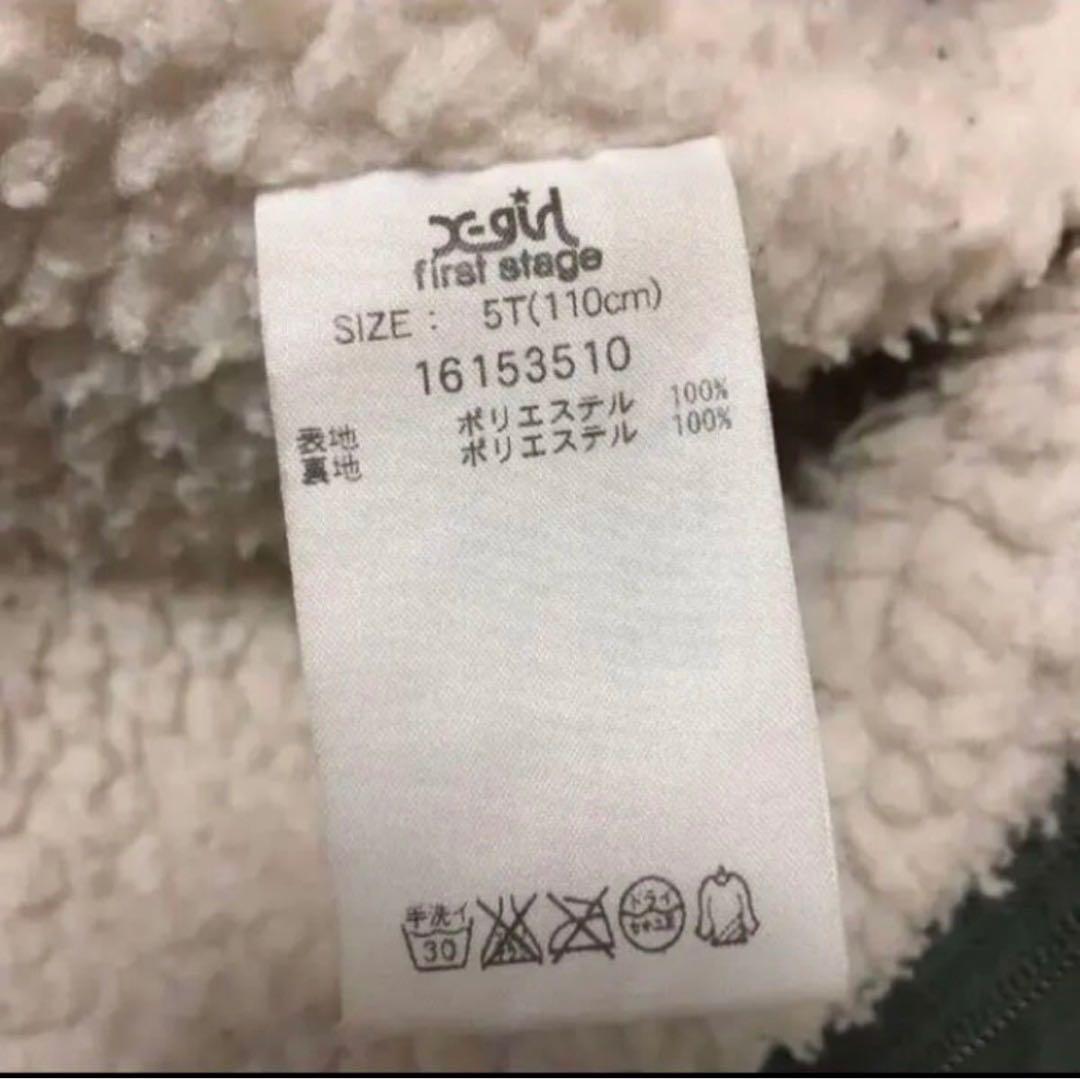 X-girl
first stage
SIZE : 5T(110cm)
16153510
表地 ポリエステル 100%
裏地 ポリエステル 100%
手洗イ
30
ドライ